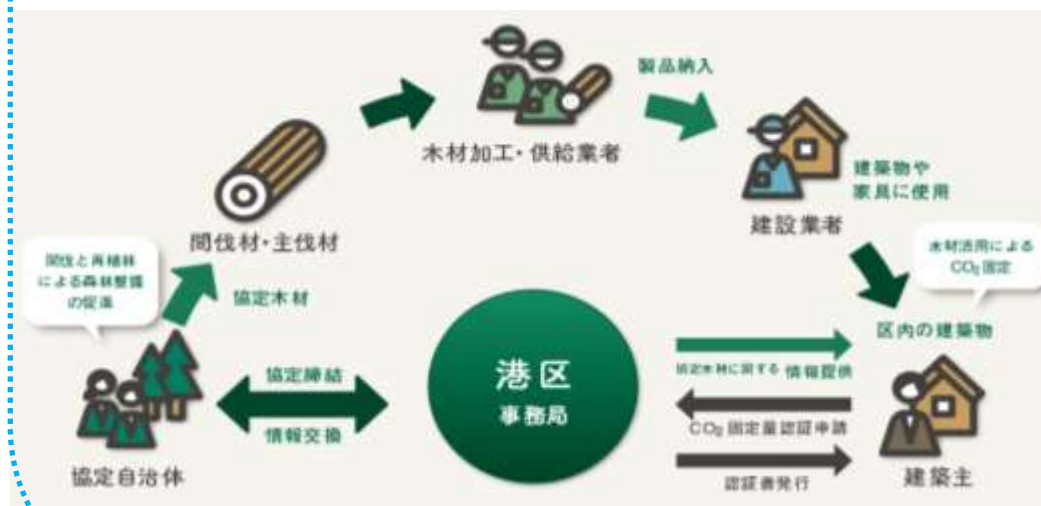 製品納入
木材加工・供給業者
建築物や
家具に使用
建設業者
間伐材・主伐材
木材活用による
CO₂固定
間伐と再植林
による森林整備
の促進
協定木材
区内の建築物
港区
事務局
協定木材に関する 情報提供
協定締結
情報交換
CO₂固定量認証申請
認証書発行
協定自治体
建築主